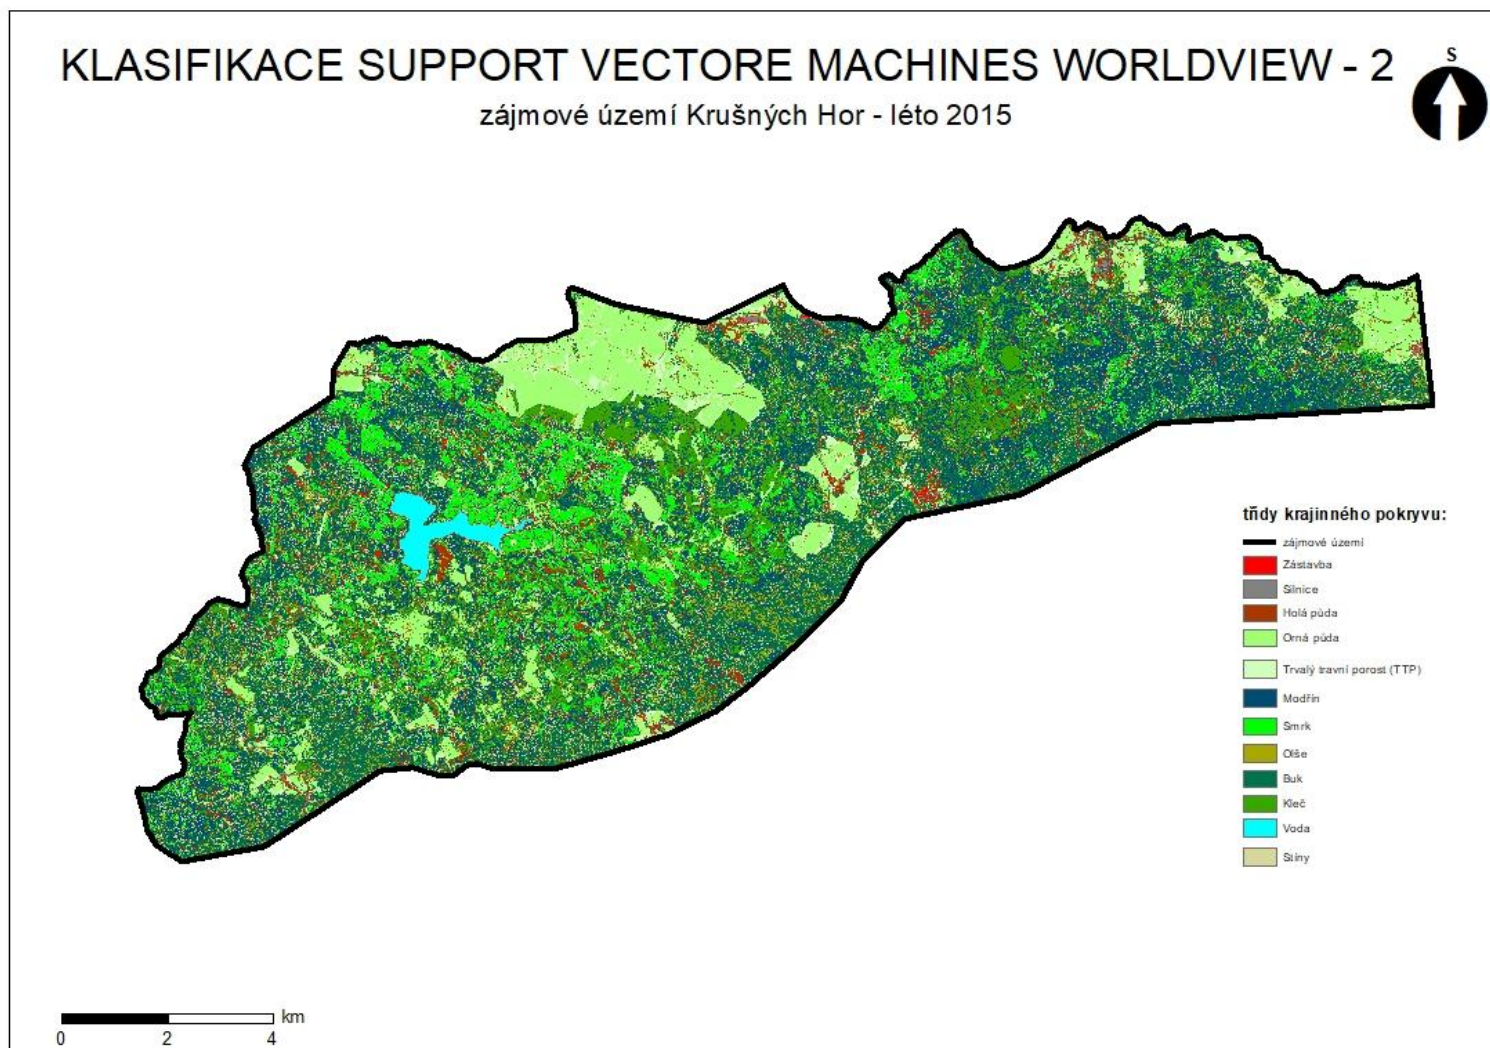 KLASIFIKACE SUPPORT VECTORE MACHINES WORLDVIEW - 2
S
zájmové území Krušných Hor - léto 2015
třídy krajinného pokryvu:
zájmové území
Zástavba
Silnice
Holá půda
Orná půda
Trvalý travní porost (TTP)
Modřín
Smrk
Olše
Buk
Kleč
Voda
Stíny
km
0 2 4